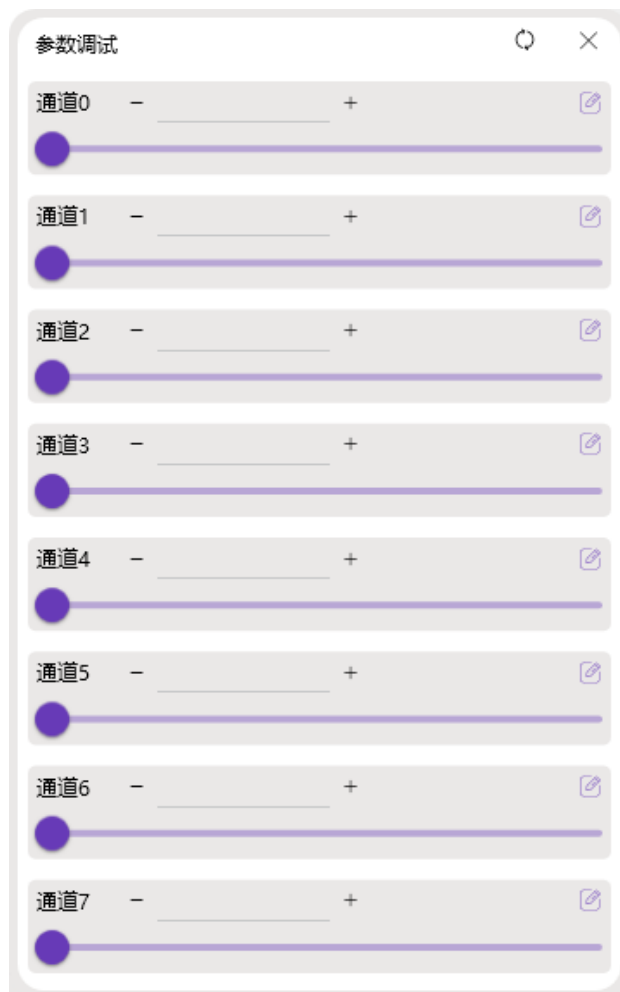 参数调试
通道0 - +
通道1 - +
通道2 - +
通道3 - +
通道4 - +
通道5 - +
通道6 - +
通道7 - +